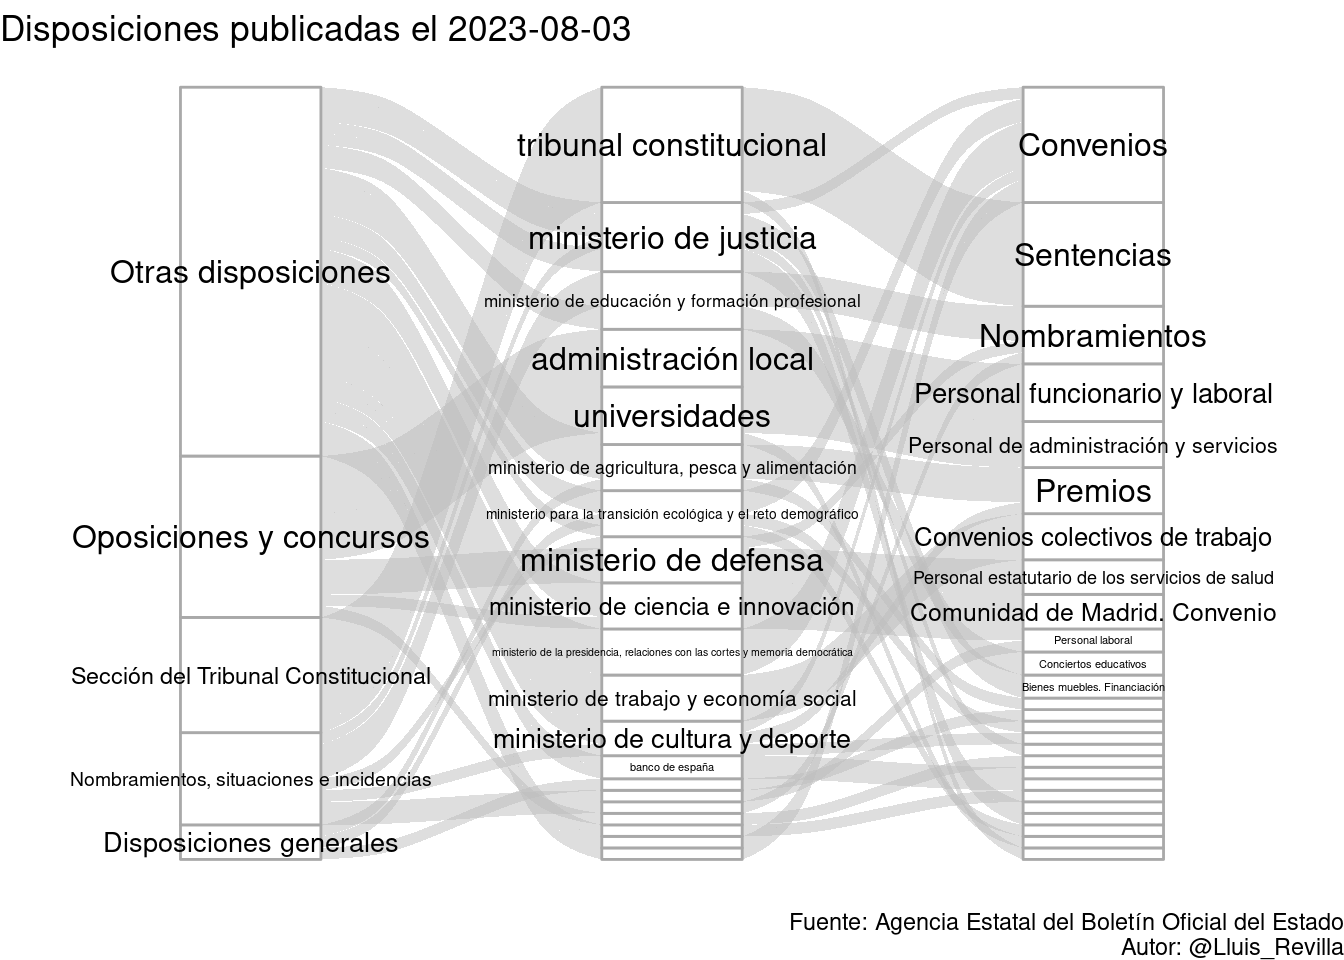 Disposiciones publicadas el 2023-08-03
Otras disposiciones
Oposiciones y concursos
Sección del Tribunal Constitucional
Nombramientos, situaciones e incidencias
Disposiciones generales
tribunal constitucional
ministerio de justicia
ministerio de educación y formación profesional
administración local
universidades
ministerio de agricultura, pesca y alimentación
ministerio para la transición ecológica y el reto demográfico
ministerio de defensa
ministerio de ciencia e innovación
ministerio de la presidencia, relaciones con las cortes y memoria democrática
ministerio de trabajo y economía social
ministerio de cultura y deporte
banco de españa
Convenios
Sentencias
Nombramientos
Personal funcionario y laboral
Personal de administración y servicios
Premios
Convenios colectivos de trabajo
Personal estatutario de los servicios de salud
Comunidad de Madrid. Convenio
Personal laboral
Conciertos educativos
Bienes muebles. Financiación
Fuente: Agencia Estatal del Boletín Oficial del Estado
Autor: @Lluis_Revilla